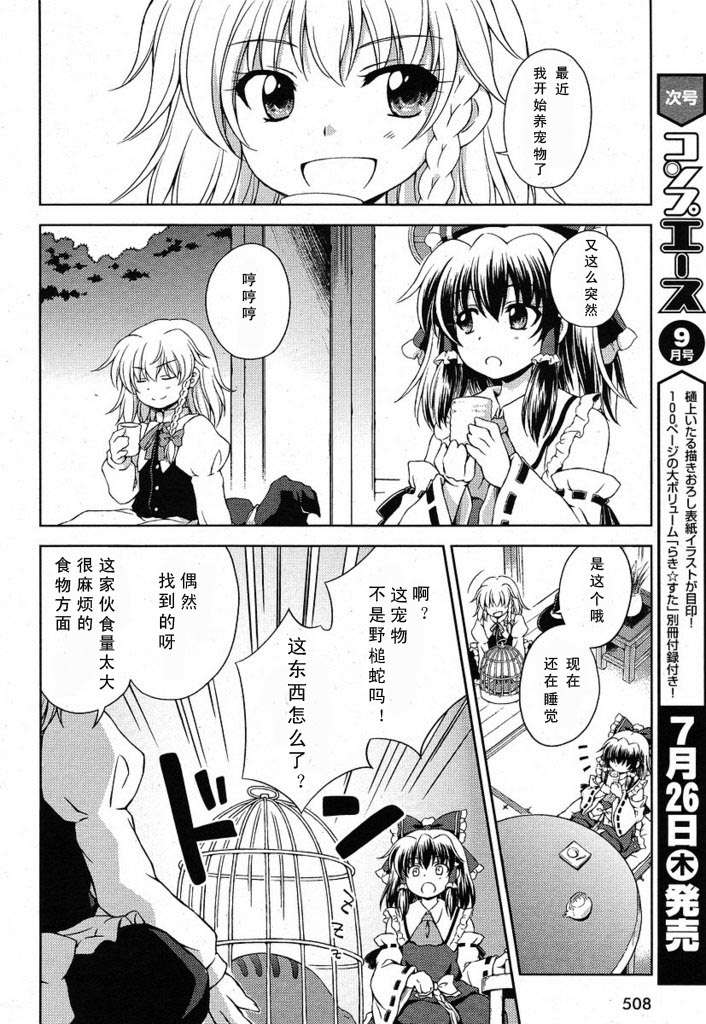 最近
我开始养宠物了
又这么突然
哼哼哼
是这个哦
现在
还在睡觉
啊？
这宠物
不是野槌蛇吗！
这东西怎么了？
偶然
找到的呀
这家伙食量太大
很麻烦的
食物方面
ドン
次号
コンプエース
9
月号
樋上いたる描きおろし表紙イラストが目印！
100ページの大ボリューム「らき☆すた」別冊付録付き！
7月26日木発売
508